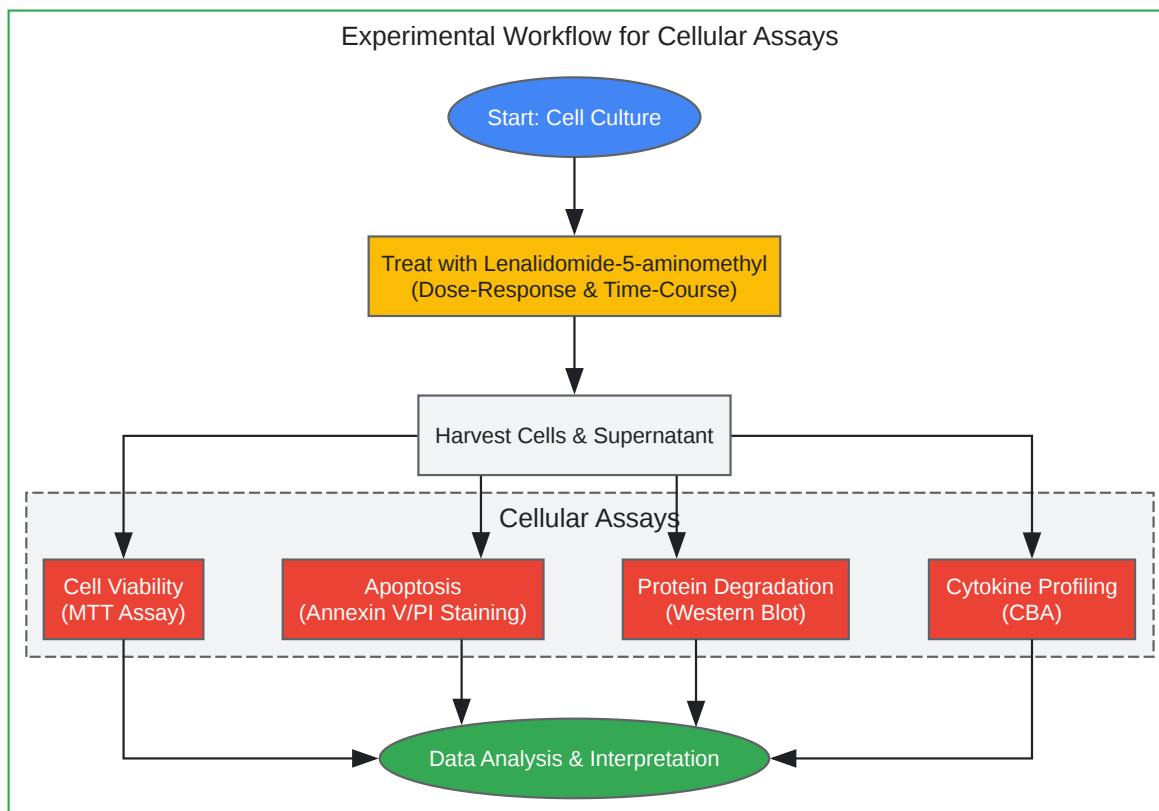 Experimental Workflow for Cellular Assays
Start: Cell Culture
Treat with Lenalidomide-5-aminomethyl
(Dose-Response & Time-Course)
Harvest Cells & Supernatant
Cellular Assays
Cell Viability
(MTT Assay)
Apoptosis
(Annexin V/PI Staining)
Protein Degradation
(Western Blot)
Cytokine Profiling
(CBA)
Data Analysis & Interpretation